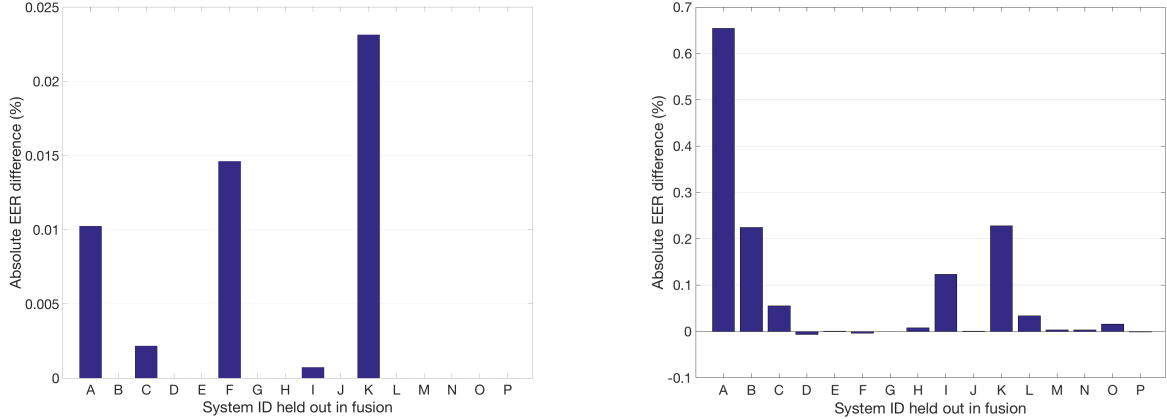 0.025
0.02
0.015
0.01
0.005
0
Absolute EER difference (%)
A B C D E F G H I J K L M N O P
System ID held out in fusion
0.7
0.6
0.5
0.4
0.3
0.2
0.1
0
-0.1
Absolute EER difference (%)
A B C D E F G H I J K L M N O P
System ID held out in fusion